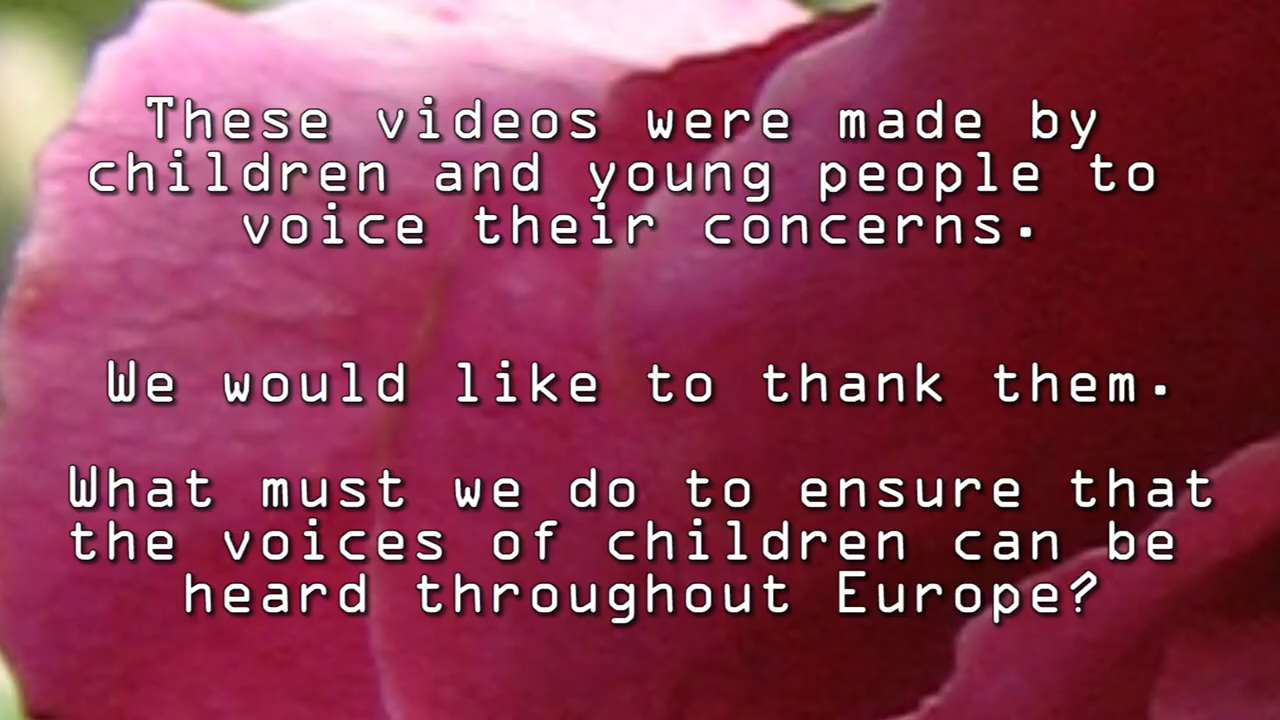 These videos were made by
children and young people to
voice their concerns.
We would like to thank them.
What must we do to ensure that
the voices of children can be
heard throughout Europe?